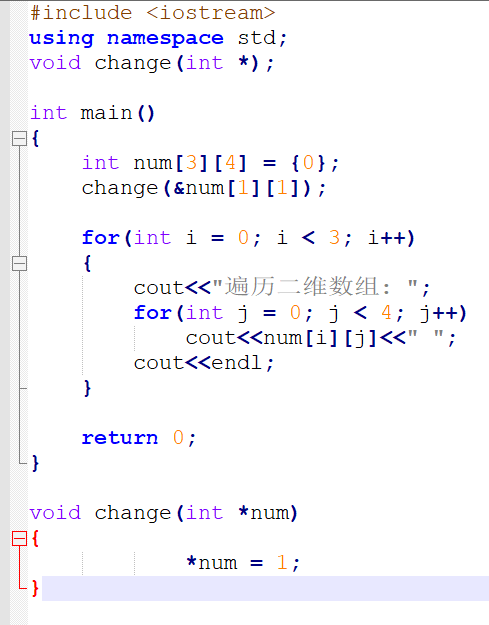 #include <iostream>
using namespace std;
void change(int *);
int main()
{
int num[3][4] = {0};
change(&num[1][1]);
for(int i = 0; i < 3; i++)
{
cout<<"遍历二维数组：";
for(int j = 0; j < 4; j++)
cout<<num[i][j]<<" ";
cout<<endl;
}
return 0;
}
void change(int *num)
{
*num = 1;
}